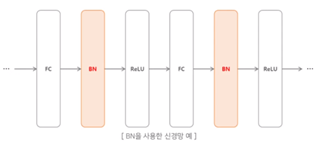 ... FC BN ReLU FC BN ReLU ...
[ BN을 사용한 신경망 예 ]